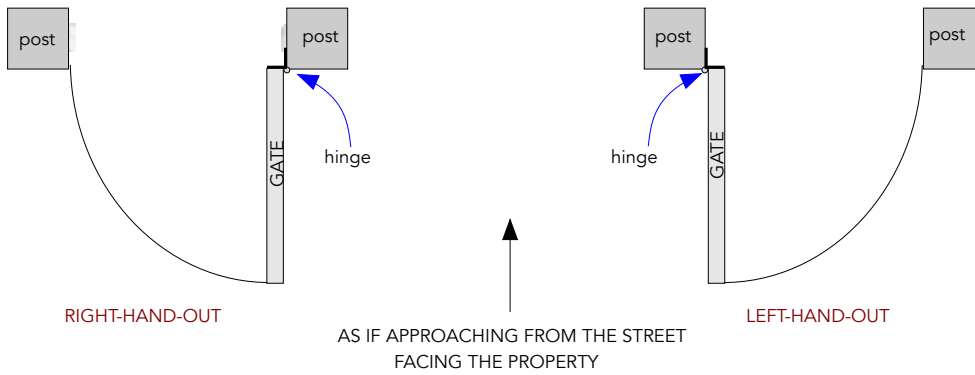 post
post
post
post
hinge
hinge
GATE
GATE
RIGHT-HAND-OUT
LEFT-HAND-OUT
AS IF APPROACHING FROM THE STREET
FACING THE PROPERTY